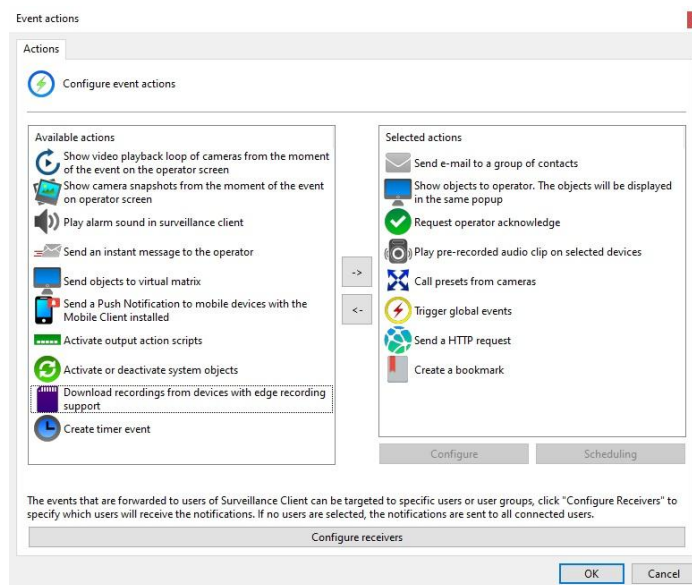 Event actions
Actions
Configure event actions
Available actions
Show video playback loop of cameras from the moment
of the event on the operator screen
Show camera snapshots from the moment of the event
on operator screen
Play alarm sound in surveillance client
Send an instant message to the operator
Send objects to virtual matrix
Send a Push Notification to mobile devices with the
Mobile Client installed
Activate output action scripts
Activate or deactivate system objects
Download recordings from devices with edge recording
support
Create timer event
->
<-
Selected actions
Send e-mail to a group of contacts
Show objects to operator. The objects will be displayed
in the same popup
Request operator acknowledge
Play pre-recorded audio clip on selected devices
Call presets from cameras
Trigger global events
Send a HTTP request
Create a bookmark
Configure
Scheduling
The events that are forwarded to users of Surveillance Client can be targeted to specific users or user groups, click "Configure Receivers" to
specify which users will receive the notifications. If no users are selected, the notifications are sent to all connected users.
Configure receivers
OK
Cancel